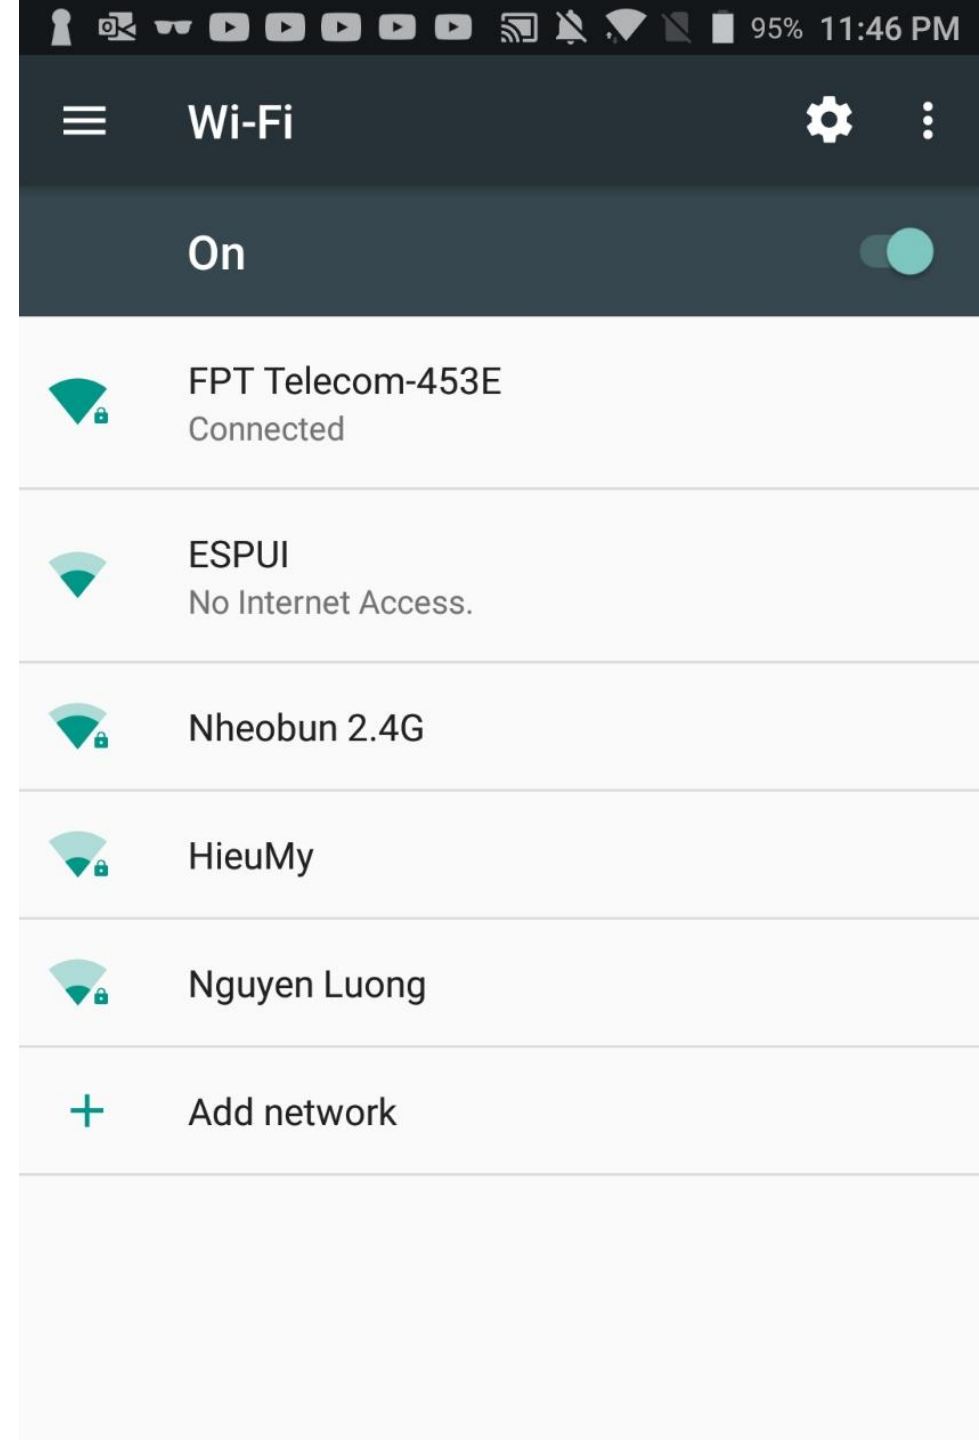 95% 11:46 PM
Wi-Fi
On
FPT Telecom-453E
Connected
ESPUI
No Internet Access.
Nheobun 2.4G
HieuMy
Nguyen Luong
Add network